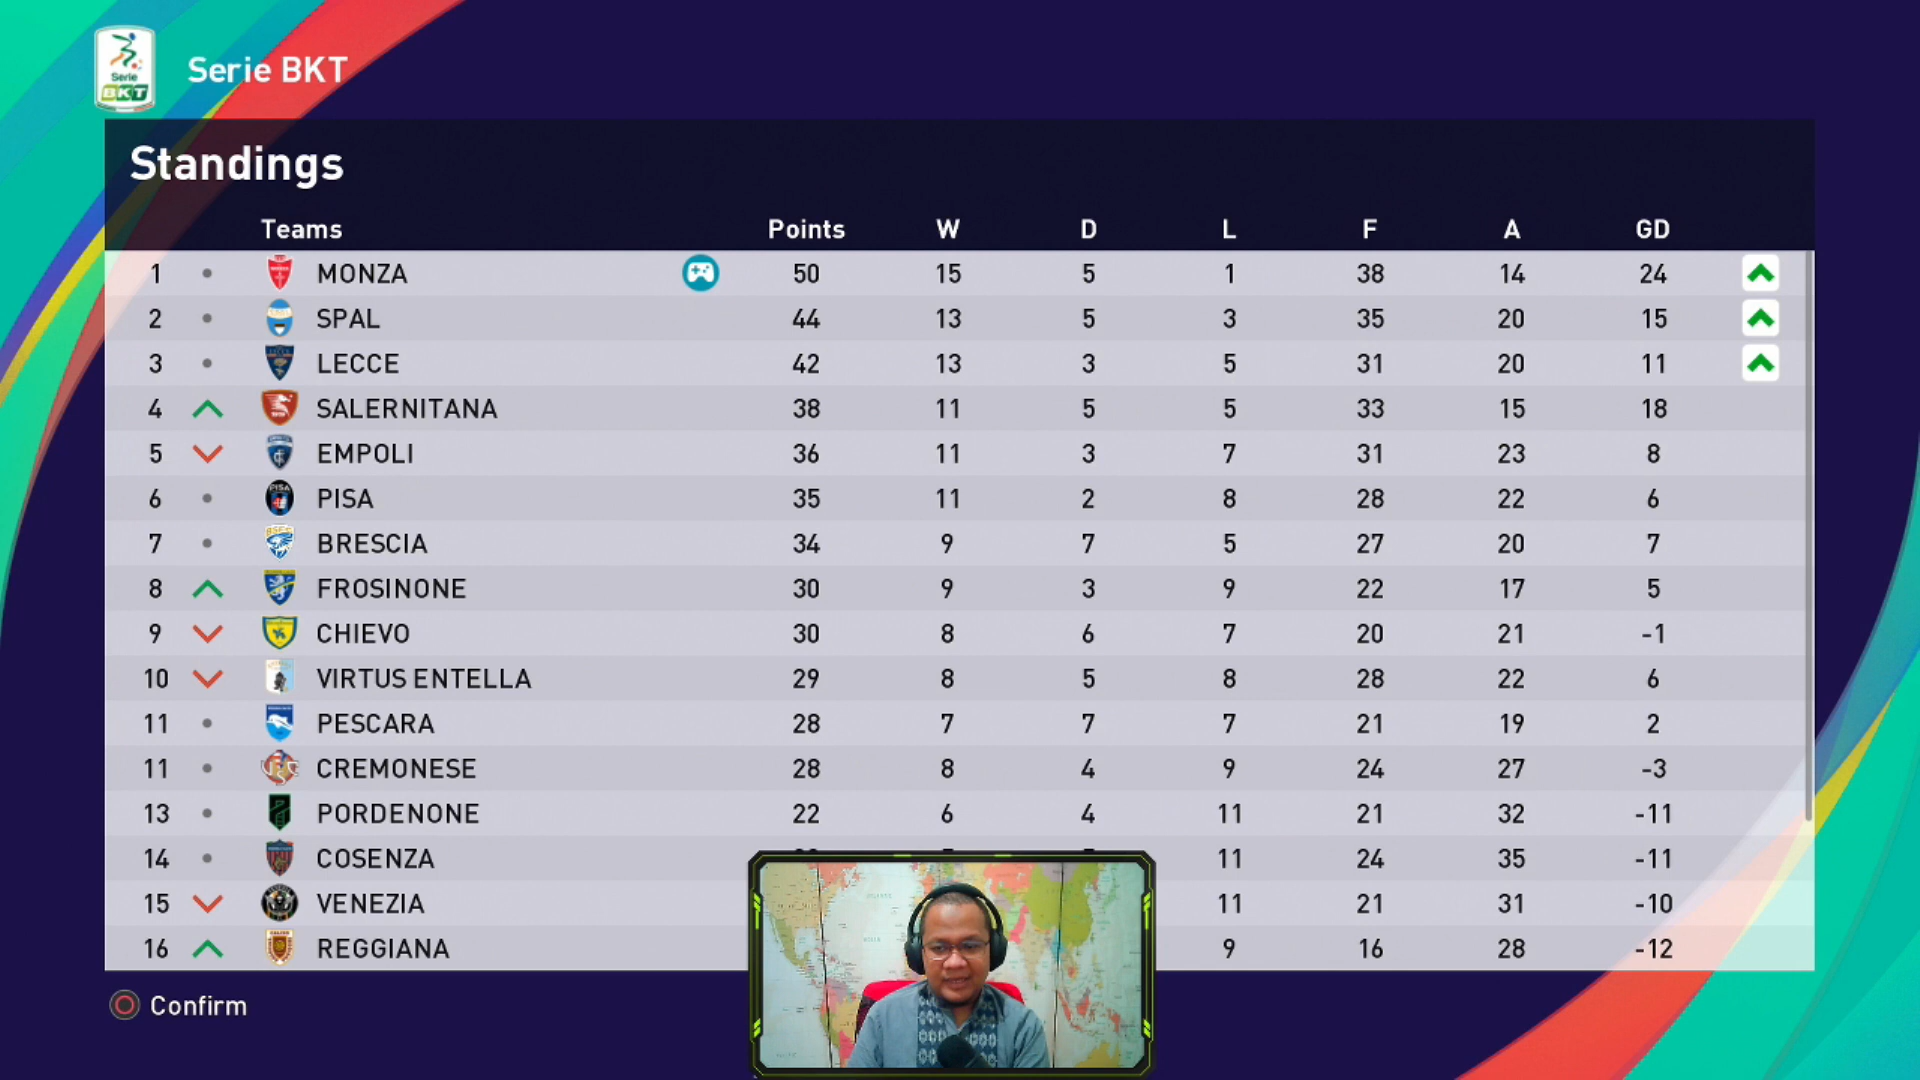 Serie BKT
Serie BKT
Standings
Teams Points W D L F A GD
1 MONZA 50 15 5 1 38 14 24
2 SPAL 44 13 5 3 35 20 15
3 LECCE 42 13 3 5 31 20 11
4 SALERNITANA 38 11 5 5 33 15 18
5 EMPOLI 36 11 3 7 31 23 8
6 PISA 35 11 2 8 28 22 6
7 BRESCIA 34 9 7 5 27 20 7
8 FROSINONE 30 9 3 9 22 17 5
9 CHIEVO 30 8 6 7 20 21 -1
10 VIRTUS ENTELLA 29 8 5 8 28 22 6
11 PESCARA 28 7 7 7 21 19 2
11 CREMONESE 28 8 4 9 24 27 -3
13 PORDENONE 22 6 4 11 21 32 -11
14 COSENZA 11 24 35 -11
15 VENEZIA 11 21 31 -10
16 REGGIANA 9 16 28 -12
Confirm